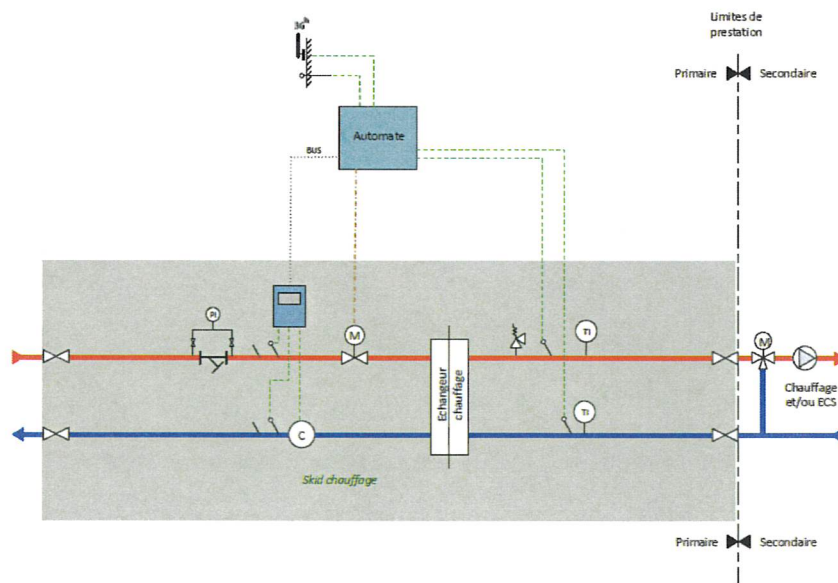 Limites de
prestation
3G
Primaire
Secondaire
Automate
BUS
PI
M
TI
M
Echangeur
chauffage
Chauffage
et/ou ECS
TI
C
Skid chauffage
Primaire
Secondaire